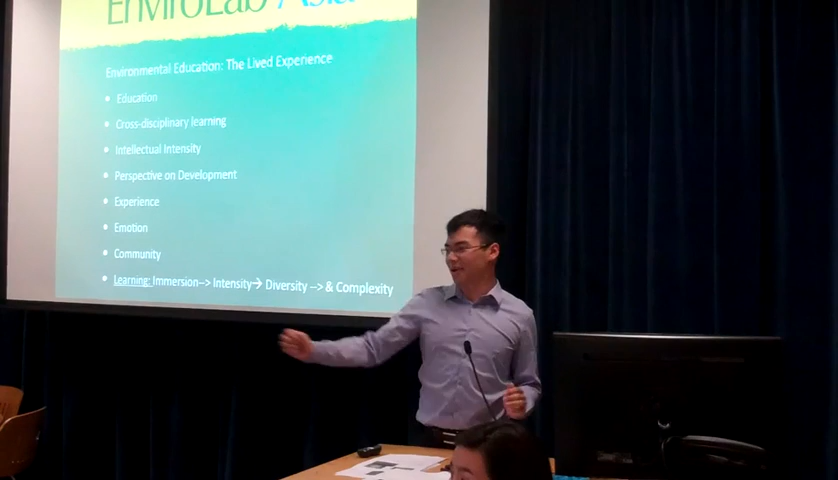 EnviroLab Asia
Environmental Education: The Lived Experience
• Education
• Cross-disciplinary learning
• Intellectual Intensity
• Perspective on Development
• Experience
• Emotion
• Community
• Learning: Immersion--> Intensity→ Diversity --> & Complexity